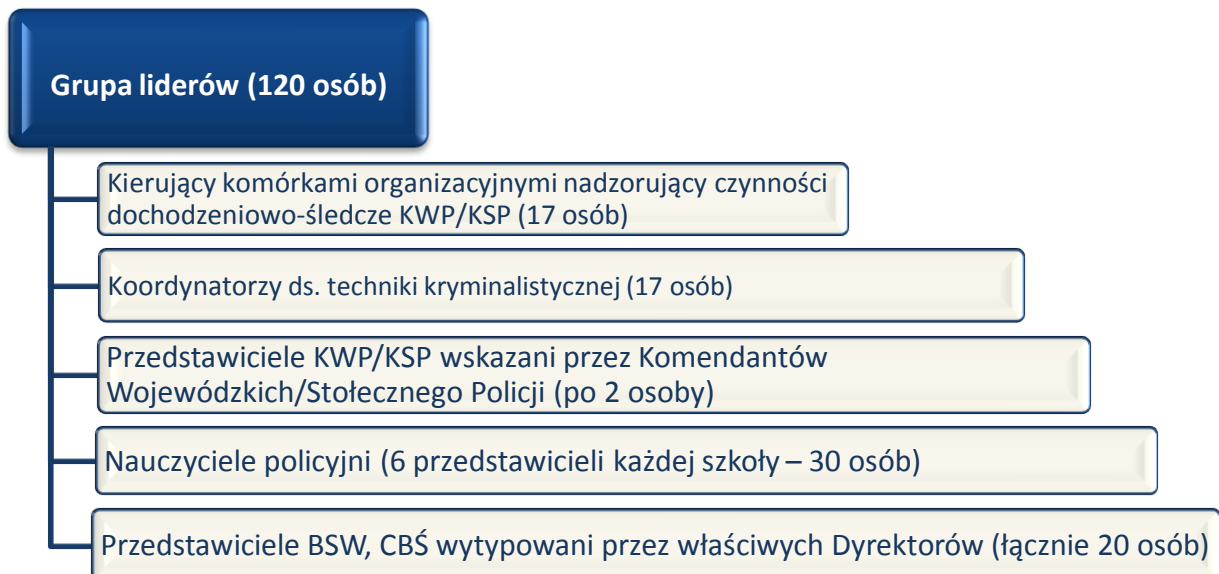 Grupa liderów (120 osób)
Kierujący komórkami organizacyjnymi nadzorujący czynności
dochodzeniowo-śledcze KWP/KSP (17 osób)
Koordynatorzy ds. techniki kryminalistycznej (17 osób)
Przedstawiciele KWP/KSP wskazani przez Komendantów
Wojewódzkich/Stołecznego Policji (po 2 osoby)
Nauczyciele policyjni (6 przedstawicieli każdej szkoły – 30 osób)
Przedstawiciele BSW, CBŚ wytypowani przez właściwych Dyrektorów (łącznie 20 osób)